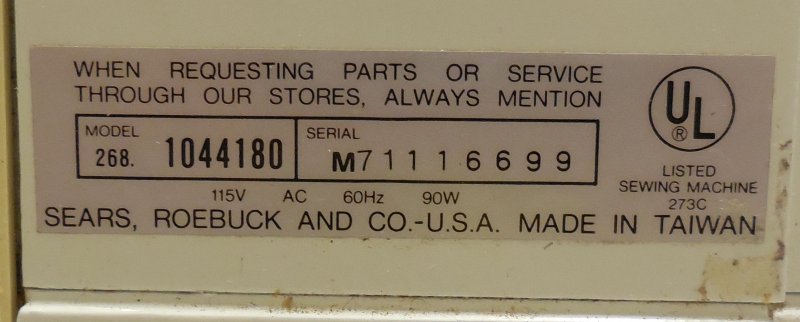 WHEN REQUESTING PARTS OR SERVICE
THROUGH OUR STORES, ALWAYS MENTION
MODEL
268. 1044180
SERIAL
M71116699
115V AC 60Hz 90W
SEARS, ROEBUCK AND CO.-U.S.A. MADE IN TAIWAN
UL
®
LISTED
SEWING MACHINE
273C